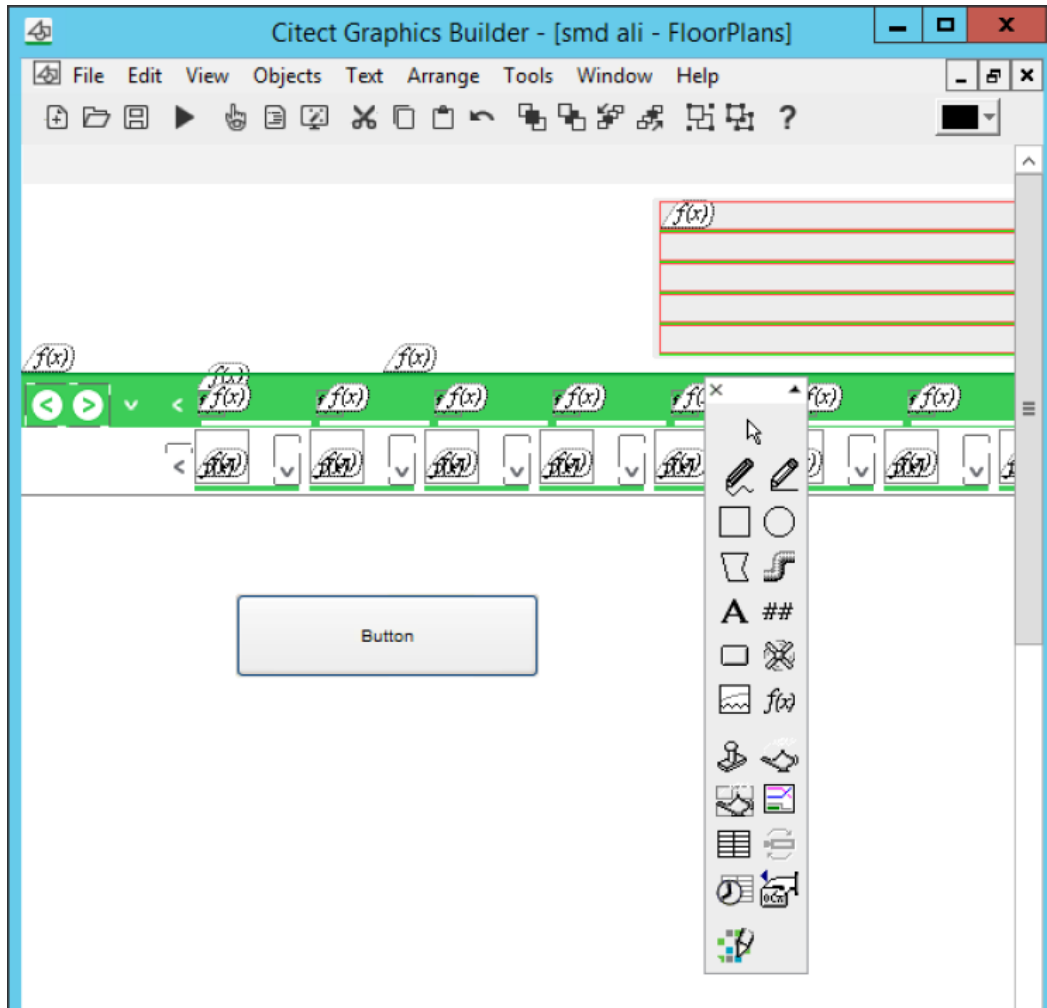 Citect Graphics Builder - [smd ali - FloorPlans]
File Edit View Objects Text Arrange Tools Window Help
?
f(x)
f(x) f(x)
f(x)
f(x) f(x) f(x) f(x) f(x) f(x)
A ##
Button
f(x)